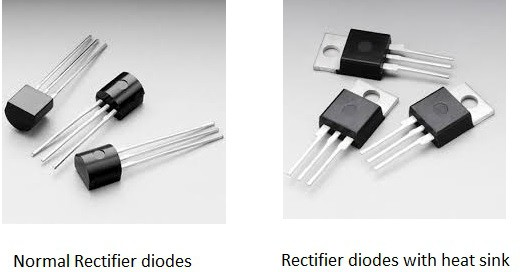 Normal Rectifier diodes
Rectifier diodes with heat sink